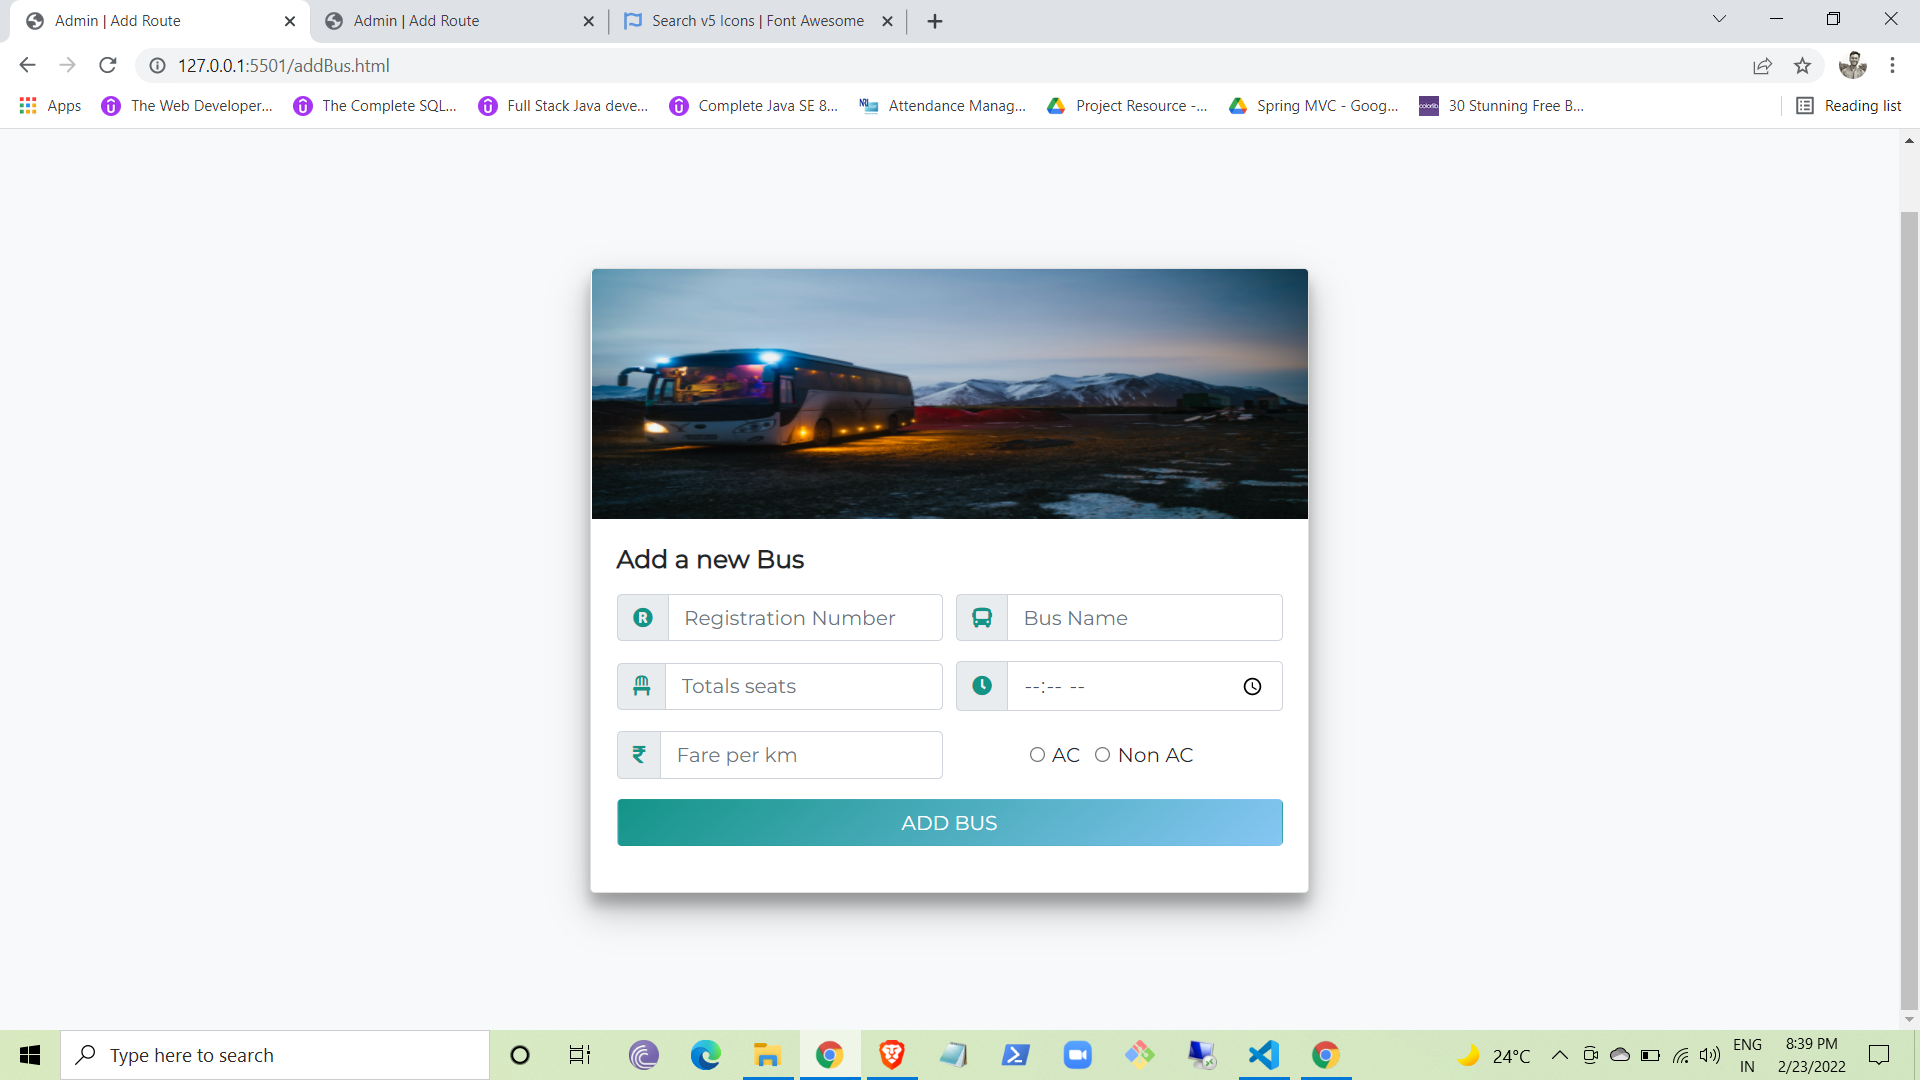 Admin | Add Route
Admin | Add Route
Search v5 Icons | Font Awesome
127.0.0.1:5501/addBus.html
Apps
The Web Developer...
The Complete SQL...
Full Stack Java deve...
Complete Java SE 8...
Attendance Manag...
Project Resource -...
Spring MVC - Goog...
colorlib
30 Stunning Free B...
Reading list
Add a new Bus
R
Registration Number
Bus Name
Totals seats
--:-- --
₹
Fare per km
AC
Non AC
ADD BUS
Type here to search
24°C
ENG
IN
8:39 PM
2/23/2022